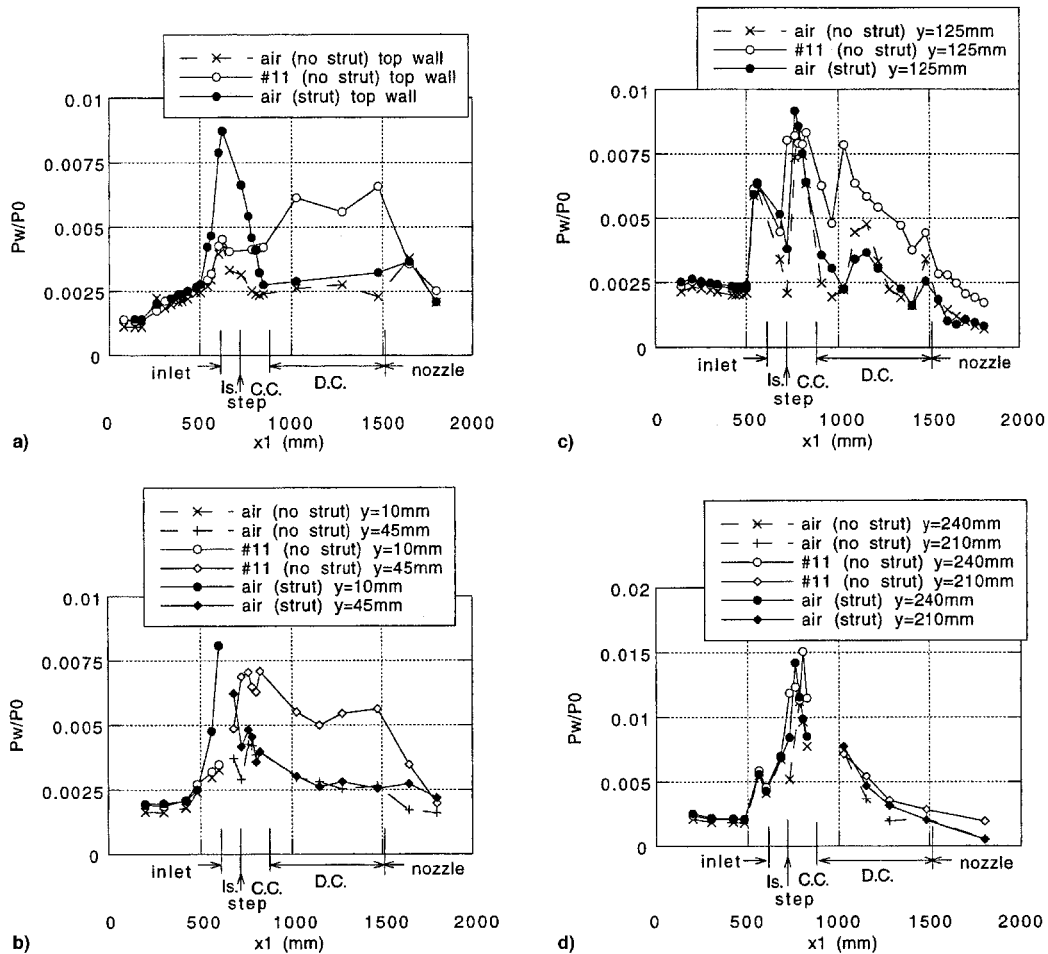 air (no strut) top wall
#11 (no strut) top wall
air (strut) top wall
0.01
0.0075
0.005
0.0025
0
Pw/P0
inlet
Is.
step
C.C.
D.C.
nozzle
0 500 1000 1500 2000
x1 (mm)
a)
air (no strut) y=125mm
#11 (no strut) y=125mm
air (strut) y=125mm
0.01
0.0075
0.005
0.0025
0
Pw/P0
inlet
Is.
step
C.C.
D.C.
nozzle
0 500 1000 1500 2000
x1 (mm)
c)
air (no strut) y=10mm
air (no strut) y=45mm
#11 (no strut) y=10mm
#11 (no strut) y=45mm
air (strut) y=10mm
air (strut) y=45mm
0.01
0.0075
0.005
0.0025
0
Pw/P0
inlet
Is.
step
C.C.
D.C.
nozzle
0 500 1000 1500 2000
x1 (mm)
b)
air (no strut) y=240mm
air (no strut) y=210mm
#11 (no strut) y=240mm
#11 (no strut) y=210mm
air (strut) y=240mm
air (strut) y=210mm
0.02
0.015
0.01
0.005
0
Pw/P0
inlet
Is.
step
C.C.
D.C.
nozzle
0 500 1000 1500 2000
x1 (mm)
d)